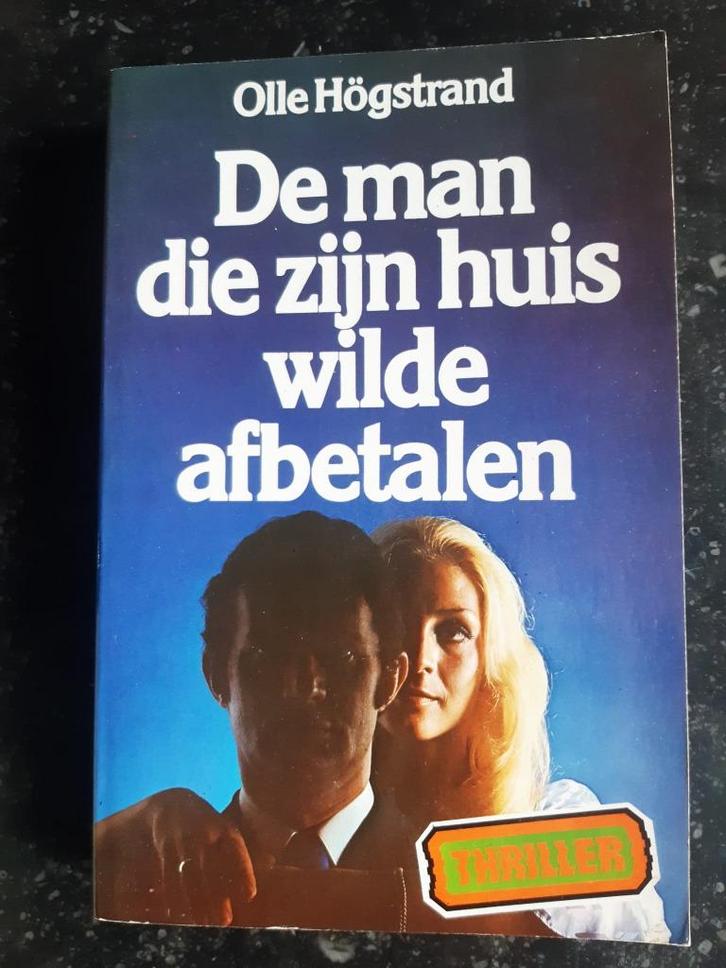 Olle Högstrand
De man
die zijn huis
wilde
afbetalen
THRILLER